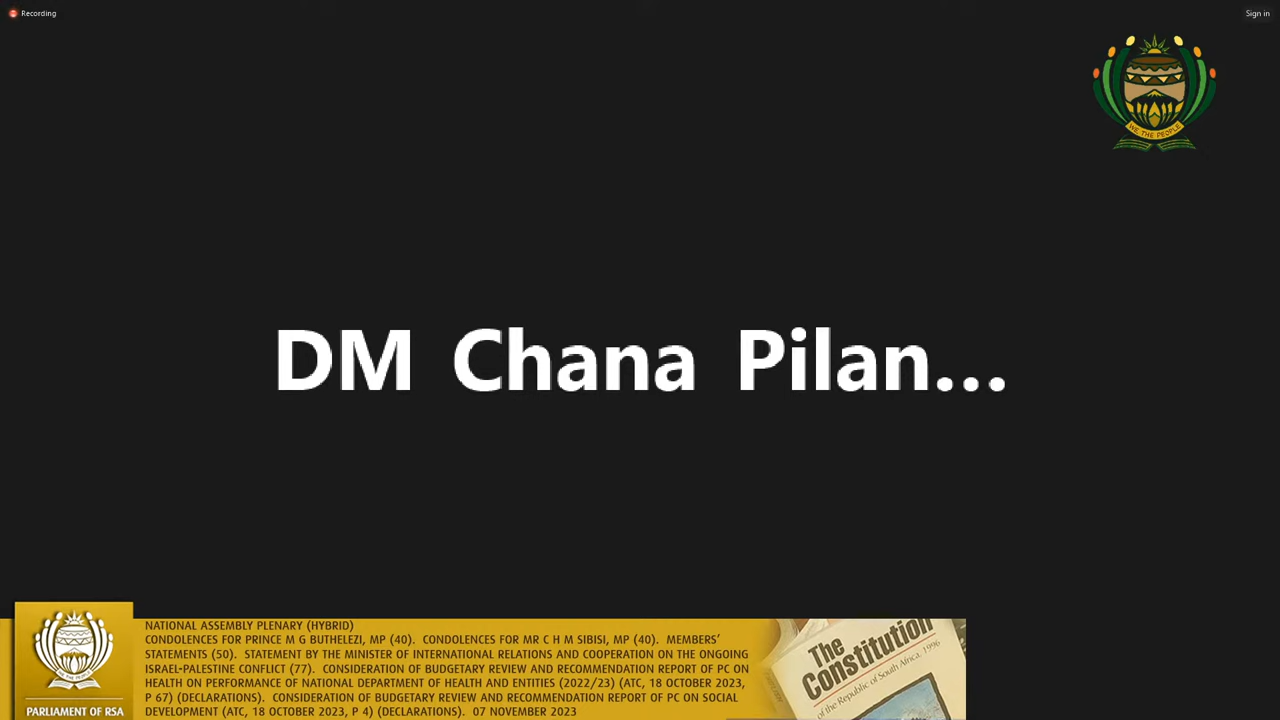 Recording
Sign in
WE THE PEOPLE
DM Chana Pilan...
NATIONAL ASSEMBLY PLENARY (HYBRID)
CONDOLENCES FOR PRINCE M G BUTHELEZI, MP (40). CONDOLENCES FOR MR C H M SIBISI, MP (40). MEMBERS'
STATEMENTS (50). STATEMENT BY THE MINISTER OF INTERNATIONAL RELATIONS AND COOPERATION ON THE ONGOING
ISRAEL-PALESTINE CONFLICT (77). CONSIDERATION OF BUDGETARY REVIEW AND RECOMMENDATION REPORT OF PC ON
HEALTH ON PERFORMANCE OF NATIONAL DEPARTMENT OF HEALTH AND ENTITIES (2022/23) (ATC, 18 OCTOBER 2023,
P 67) (DECLARATIONS). CONSIDERATION OF BUDGETARY REVIEW AND RECOMMENDATION REPORT OF PC ON SOCIAL
DEVELOPMENT (ATC, 18 OCTOBER 2023, P 4) (DECLARATIONS). 07 NOVEMBER 2023
PARLIAMENT OF RSA
The
Constitution
of the Republic of South Africa, 1996